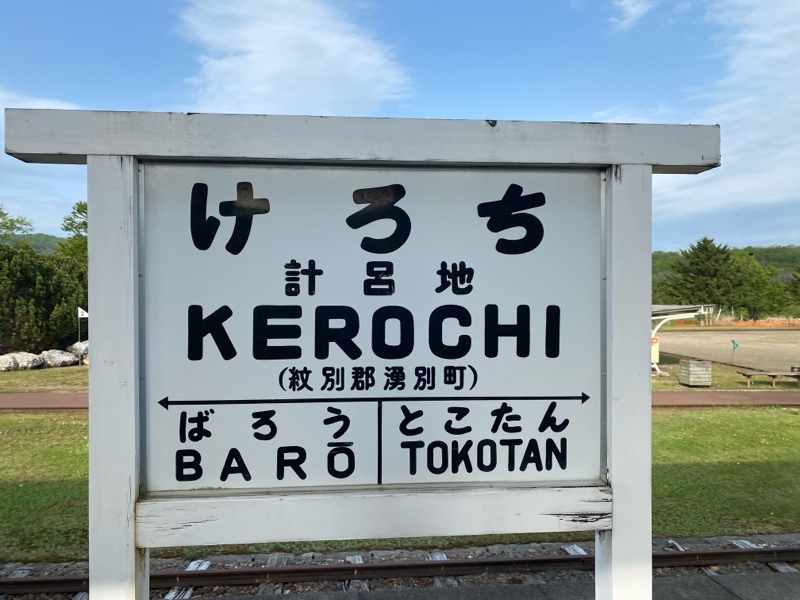 けろち
計呂地
KEROCHI
(紋別郡湧別町)
ばろう とこたん
BARŌ TOKOTAN